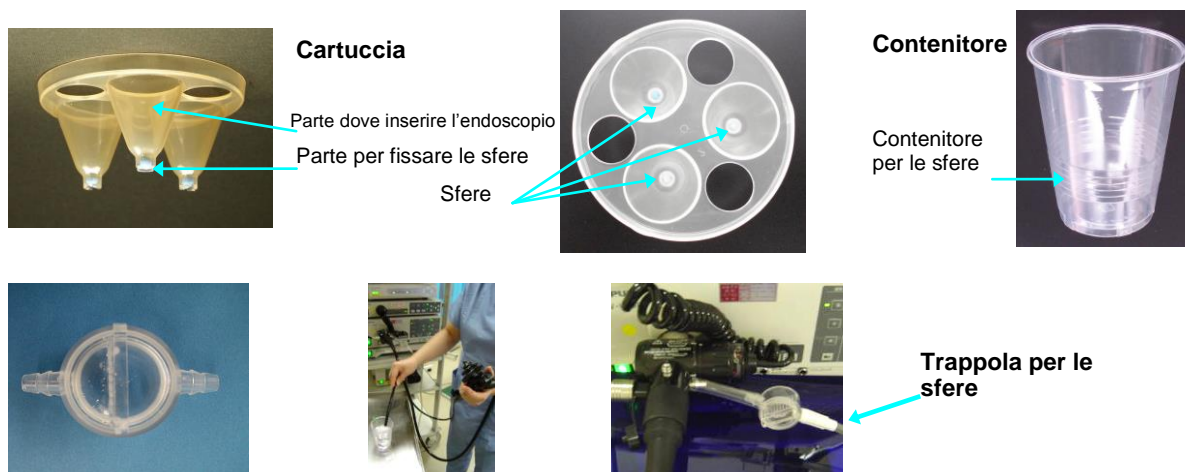 Cartuccia
Parte dove inserire l’endoscopio
Parte per fissare le sfere
Sfere
Contenitore
Contenitore
per le sfere
Trappola per le
sfere